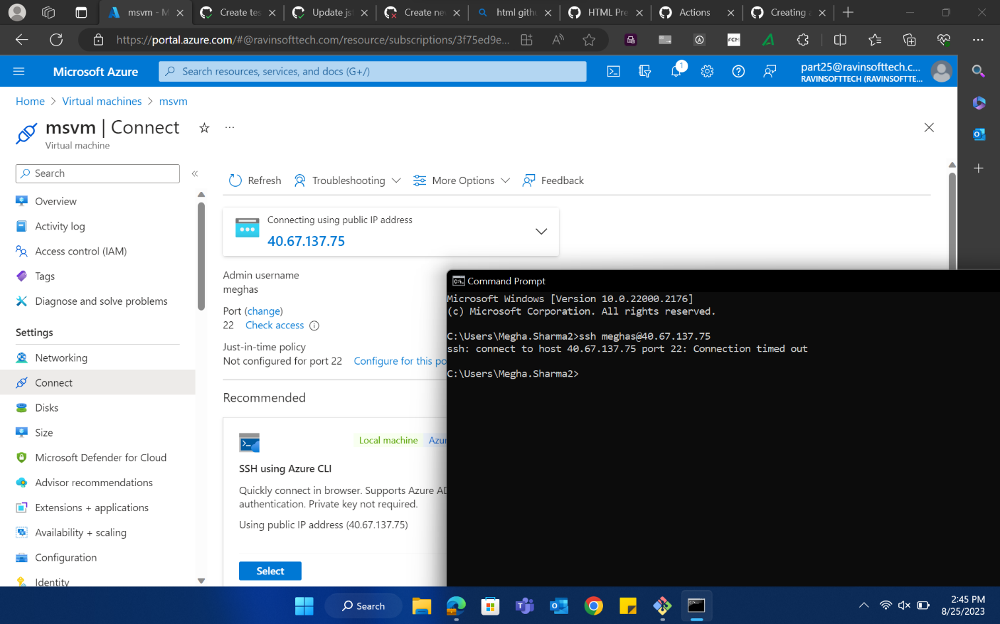 msvm - M
Create tes
Update jst
Create nev
html githu
HTML Pre
Actions
Creating a
https://portal.azure.com/#@ravinsofttech.com/resource/subscriptions/3f75ed9e...
Microsoft Azure
Search resources, services, and docs (G+/)
1
part25@ravinsofttech.c...
RAVINSOFTTECH (RAVINSOFTTE...
Home > Virtual machines > msvm
msvm | Connect
...
Virtual machine
Search
«
Refresh
Troubleshooting
More Options
Feedback
Overview
Activity log
Access control (IAM)
Tags
Diagnose and solve problems
Settings
Networking
Connect
Disks
Size
Microsoft Defender for Cloud
Advisor recommendations
Extensions + applications
Availability + scaling
Configuration
Identity
Connecting using public IP address
40.67.137.75
Admin username
meghas
Port (change)
22 Check access
Just-in-time policy
Not configured for port 22 Configure for this po
Recommended
Local machine
Azur
SSH using Azure CLI
Quickly connect in browser. Supports Azure AD
authentication. Private key not required.
Using public IP address (40.67.137.75)
Select
Command Prompt
Microsoft Windows [Version 10.0.22000.2176]
(c) Microsoft Corporation. All rights reserved.
C:\Users\Megha.Sharma2>ssh meghas@40.67.137.75
ssh: connect to host 40.67.137.75 port 22: Connection timed out
C:\Users\Megha.Sharma2>
Search
2:45 PM
8/25/2023